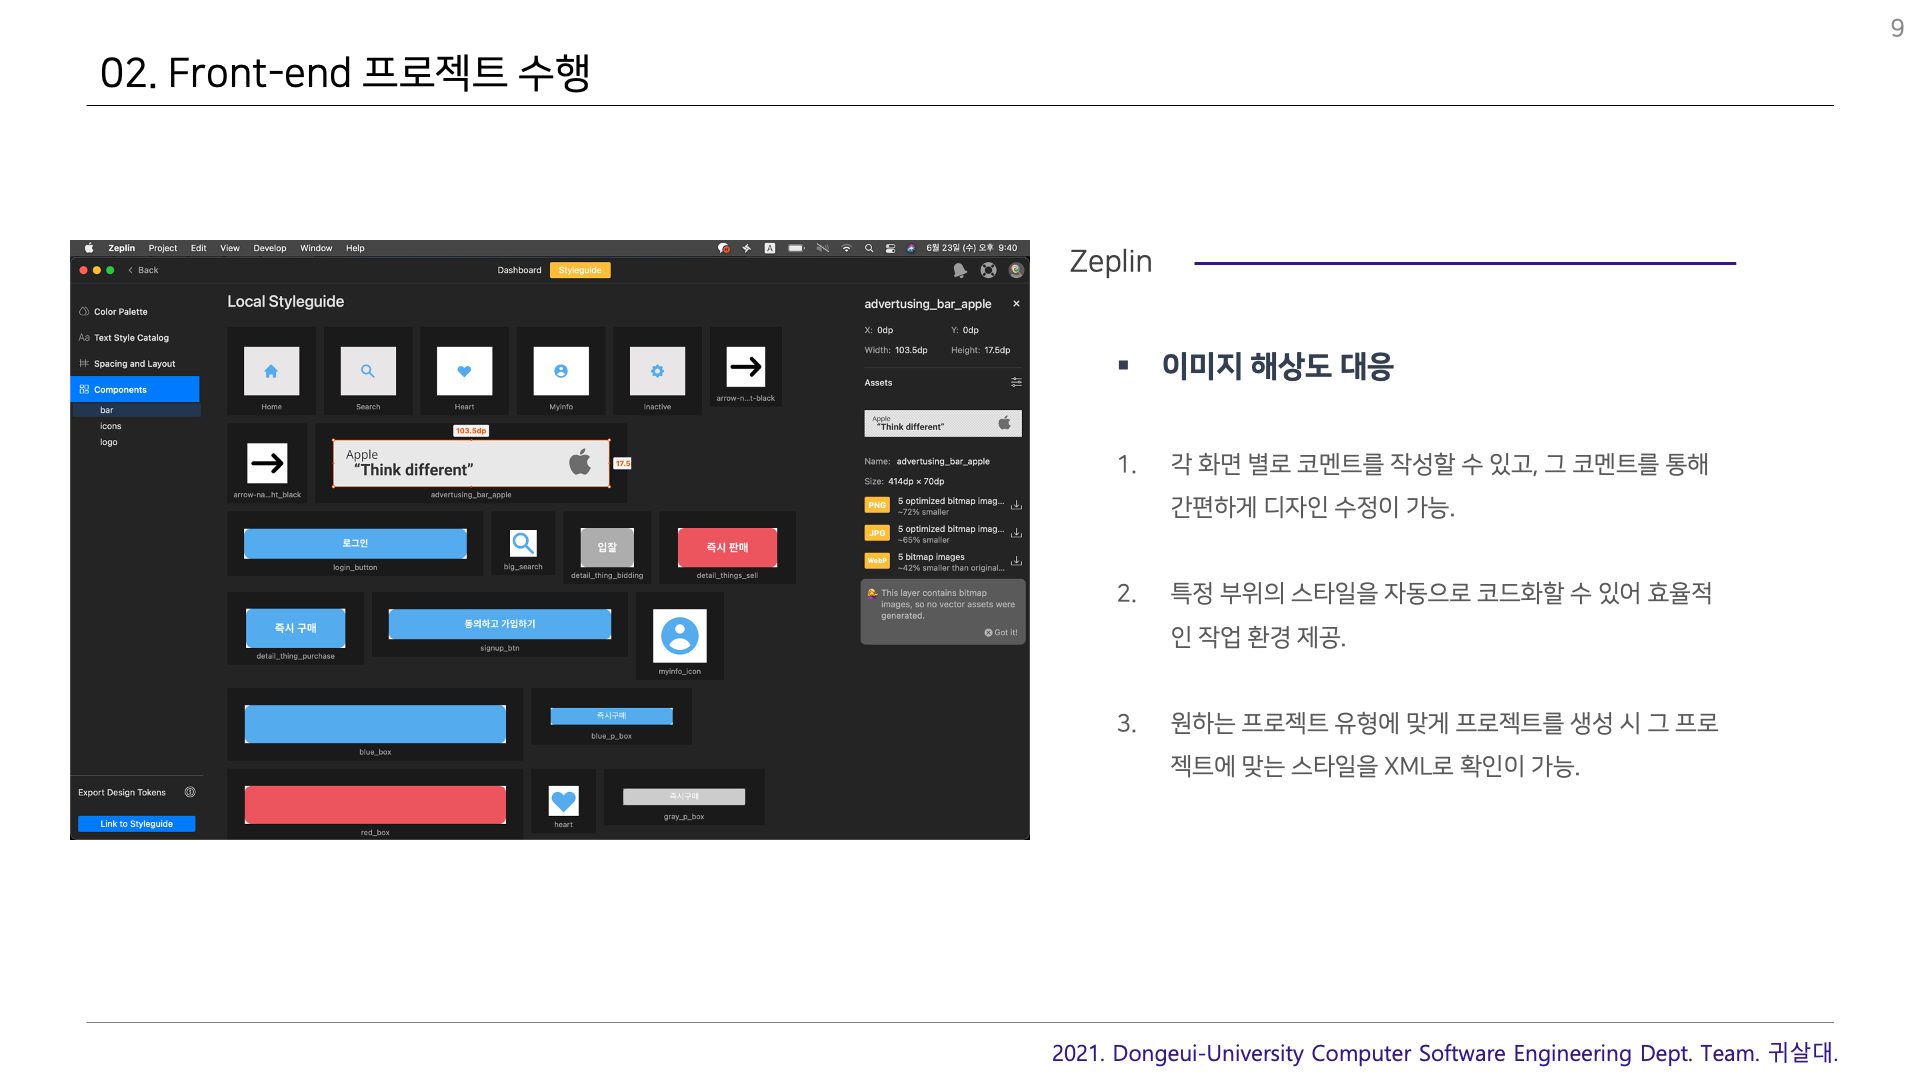 9
02. Front-end 프로젝트 수행
Zeplin Project Edit View Develop Window Help
A 6월 23일 (수) 오후 9:40
Back
Dashboard Styleguide
Color Palette
Aa Text Style Catalog
Spacing and Layout
Components
bar
icons
logo
Export Design Tokens
Link to Styleguide
Local Styleguide
Home Search Heart Myinfo Inactive arrow-n...t-black
103.5dp
17.5
Apple
“Think different”
arrow-na...ht_black advertusing_bar_apple
로그인
login_button
big_search
입찰
detail_thing_bidding
즉시 판매
detail_things_sell
즉시 구매
detail_thing_purchase
동의하고 가입하기
signup_btn
myinfo_icon
blue_box
즉시구매
blue_p_box
red_box
heart
즉시구매
gray_p_box
advertusing_bar_apple
X: 0dp Y: 0dp
Width: 103.5dp Height: 17.5dp
Assets
Apple
“Think different”
Name: advertusing_bar_apple
Size: 414dp × 70dp
PNG 5 optimized bitmap imag...
~72% smaller
JPG 5 optimized bitmap imag...
~65% smaller
WebP 5 bitmap images
~42% smaller than original...
This layer contains bitmap
images, so no vector assets were
generated.
Got it!
Zeplin
▪ 이미지 해상도 대응
1. 각 화면 별로 코멘트를 작성할 수 있고, 그 코멘트를 통해
간편하게 디자인 수정이 가능.
2. 특정 부위의 스타일을 자동으로 코드화할 수 있어 효율적
인 작업 환경 제공.
3. 원하는 프로젝트 유형에 맞게 프로젝트를 생성 시 그 프로
젝트에 맞는 스타일을 XML로 확인이 가능.
2021. Dongeui-University Computer Software Engineering Dept. Team. 귀살대.